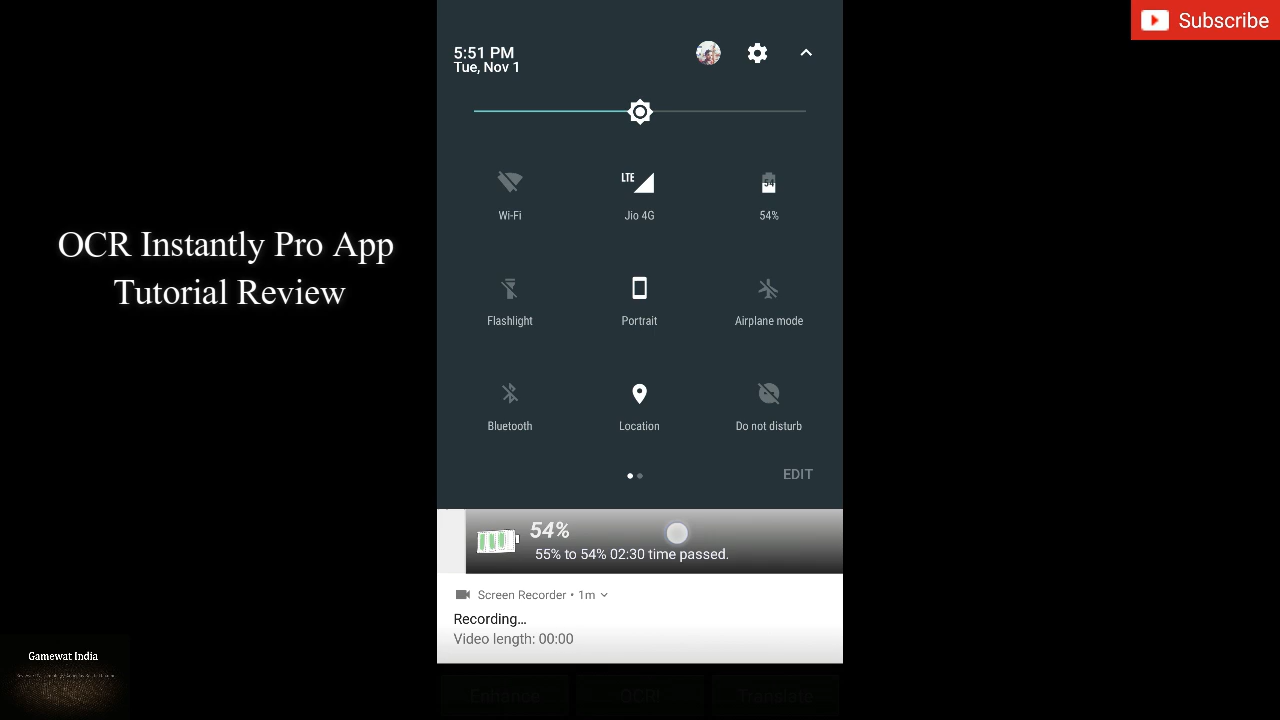 Subscribe
5:51 PM
Tue, Nov 1
LTE
54
Wi-Fi
Jio 4G
54%
OCR Instantly Pro App
Tutorial Review
Flashlight
Portrait
Airplane mode
Bluetooth
Location
Do not disturb
EDIT
54%
55% to 54% 02:30 time passed.
Screen Recorder • 1m
Recording...
Video length: 00:00
Gamewat India
Enhance
OCR!
Translate